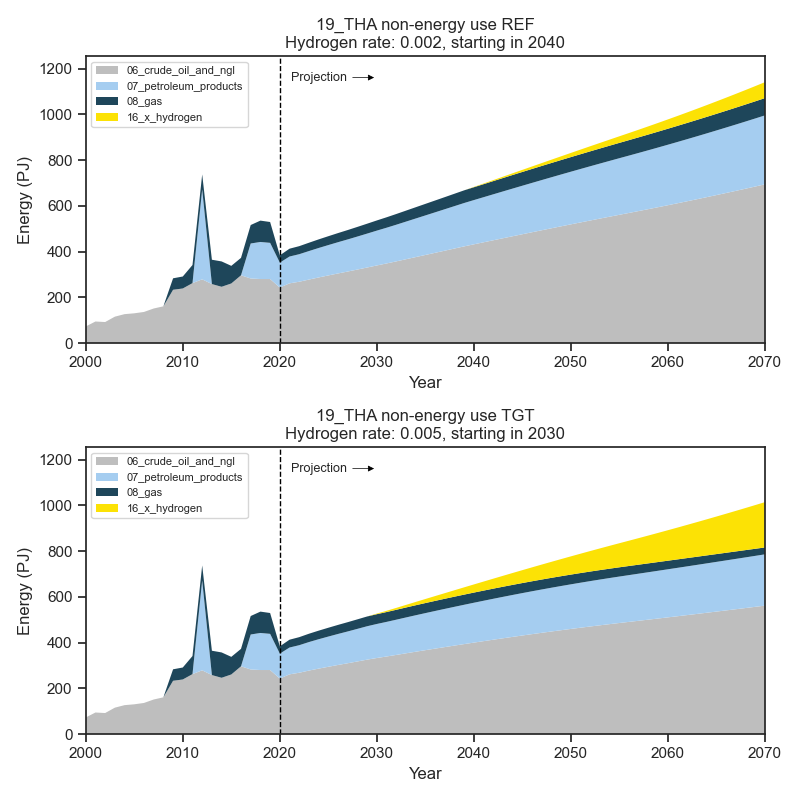 19_THA non-energy use REF
Hydrogen rate: 0.002, starting in 2040
Energy (PJ)
1200
1000
800
600
400
200
0
06_crude_oil_and_ngl
07_petroleum_products
08_gas
16_x_hydrogen
Projection
2000 2010 2020 2030 2040 2050 2060 2070
Year
19_THA non-energy use TGT
Hydrogen rate: 0.005, starting in 2030
Energy (PJ)
1200
1000
800
600
400
200
0
06_crude_oil_and_ngl
07_petroleum_products
08_gas
16_x_hydrogen
Projection
2000 2010 2020 2030 2040 2050 2060 2070
Year